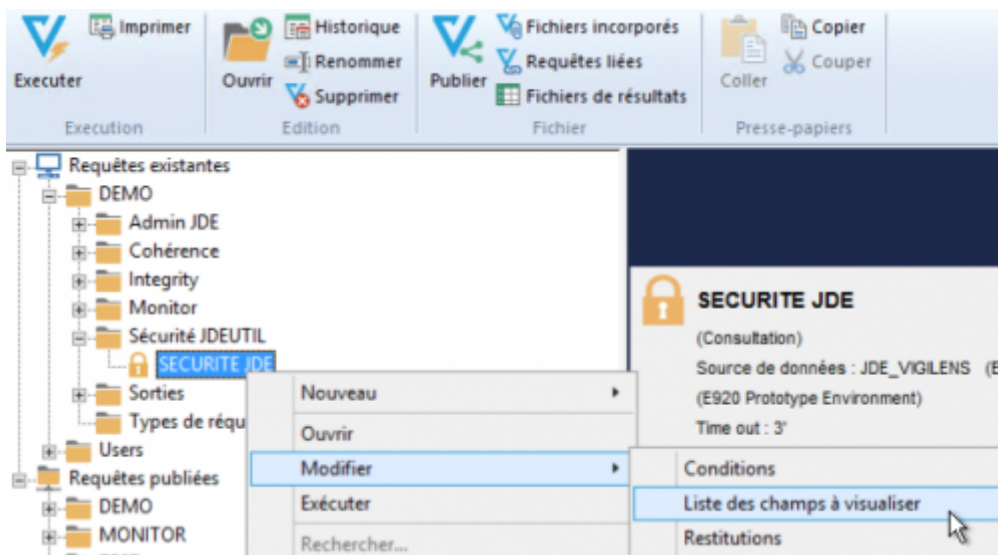 Imprimer
Executer
Execution
Ouvrir
Historique
Renommer
Supprimer
Edition
Publier
Fichiers incorporés
Requêtes liées
Fichiers de résultats
Fichier
Coller
Copier
Couper
Presse-papiers
Requêtes existantes
DEMO
Admin JDE
Cohérence
Integrity
Monitor
Sécurité JDEUTIL
SECURITE JDE
Sorties
Types de réqu
Users
Requêtes publiées
DEMO
MONITOR
Nouveau
Ouvrir
Modifier
Exécuter
Rechercher...
Conditions
Liste des champs à visualiser
Restitutions
SECURITE JDE
(Consultation)
Source de données : JDE_VIGILENS (E
(E920 Prototype Environment)
Time out : 3'